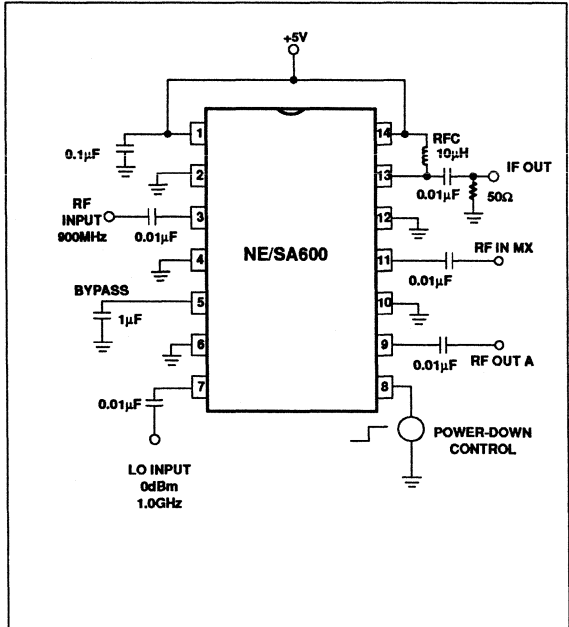 +5V
1
14
RFC
10µH
0.1µF
2
13
IF OUT
0.01µF
50Ω
RF
INPUT
900MHz
0.01µF
3
12
4
NE/SA600
11
RF IN MX
0.01µF
BYPASS
5
1µF
10
6
9
0.01µF
RF OUT A
0.01µF
7
8
POWER-DOWN
CONTROL
LO INPUT
0dBm
1.0GHz